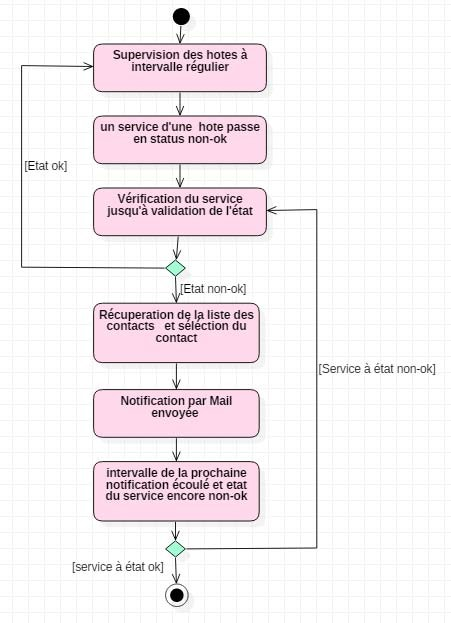 Supervision des hotes à
intervalle régulier
un service d'une  hote passe
en status non-ok
[Etat ok]
Vérification du service
jusqu'à validation de l'état
[Etat non-ok]
Récuperation de la liste des
contacts  et séléction du
contact
[Service à état non-ok]
Notification par Mail
envoyée
intervalle de la prochaine
notification écoulé et etat
du service encore non-ok
[service à état ok]